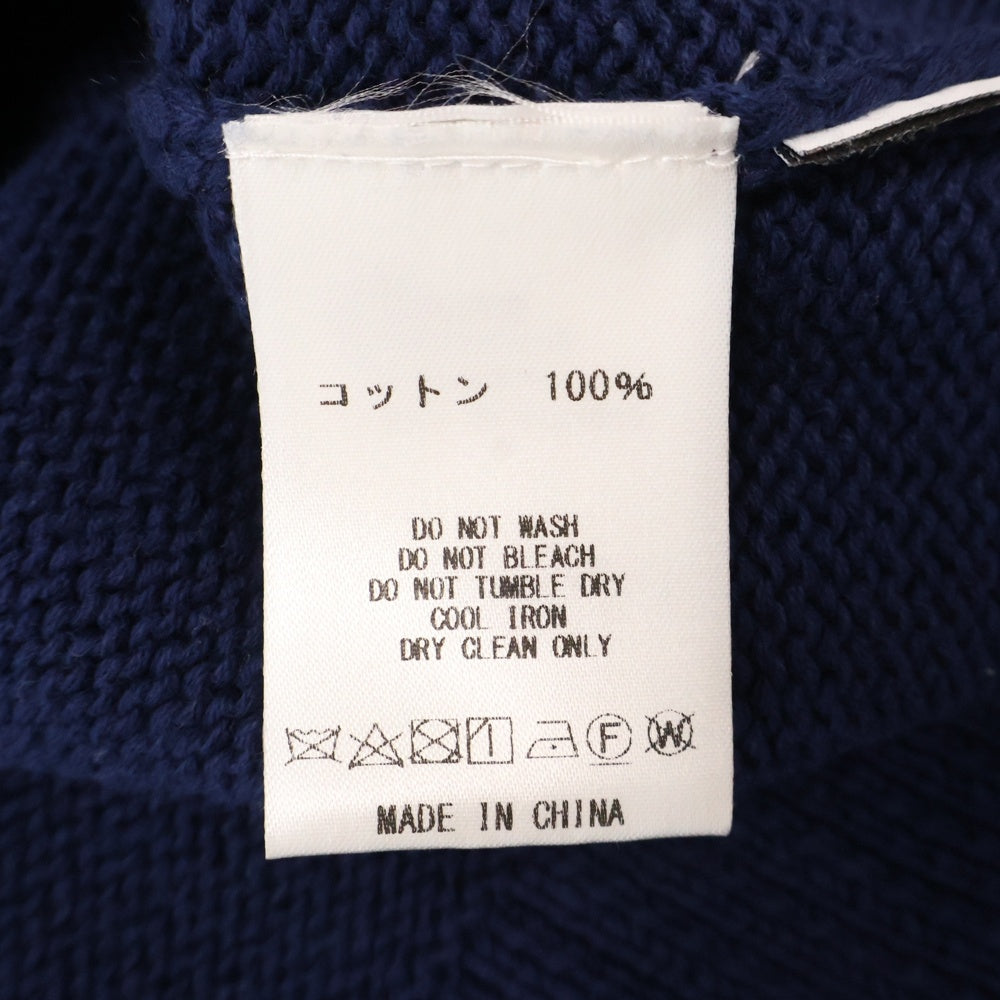 コットン 100%
DO NOT WASH
DO NOT BLEACH
DO NOT TUMBLE DRY
COOL IRON
DRY CLEAN ONLY
F W
MADE IN CHINA